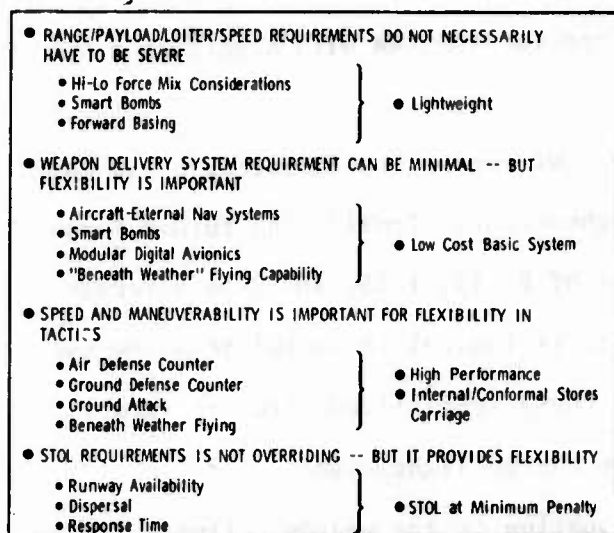 ● RANGE/PAYLOAD/LOITER/SPEED REQUIREMENTS DO NOT NECESSARILY
HAVE TO BE SEVERE
● Hi-Lo Force Mix Considerations
● Smart Bombs
● Forward Basing
● Lightweight
● WEAPON DELIVERY SYSTEM REQUIREMENT CAN BE MINIMAL -- BUT
FLEXIBILITY IS IMPORTANT
● Aircraft-External Nav Systems
● Smart Bombs
● Modular Digital Avionics
● "Beneath Weather" Flying Capability
● Low Cost Basic System
● SPEED AND MANEUVERABILITY IS IMPORTANT FOR FLEXIBILITY IN
TACTICS
● Air Defense Counter
● Ground Defense Counter
● Ground Attack
● Beneath Weather Flying
● High Performance
● Internal/Conformal Stores
Carriage
● STOL REQUIREMENTS IS NOT OVERRIDING -- BUT IT PROVIDES FLEXIBILITY
● Runway Availability
● Dispersal
● Response Time
● STOL at Minimum Penalty